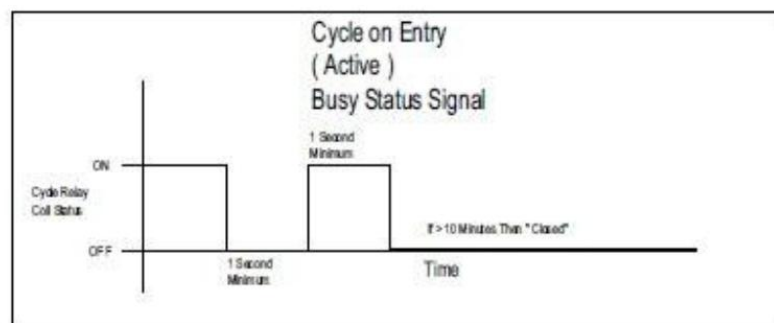 Cycle on Entry
( Active )
Busy Status Signal
1 Second
Minimum
ON
Cycle Relay
Coil Status
If > 10 Minutes Then "Closed"
OFF
1 Second
Minimum
Time